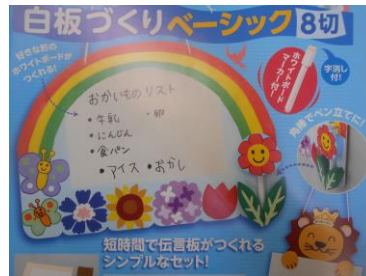 白板づくりベーシック 8切
好きな形の
ホワイトボードが
つくれる!
ホワイトボード
マーカー付!
字消し
付!
おかいものリスト
・牛乳 ・卵
・にんじん
・食パン
・アイス ・おかし
角棒でペン立てに!
短時間で伝言板がつくれる
シンプルなセット!